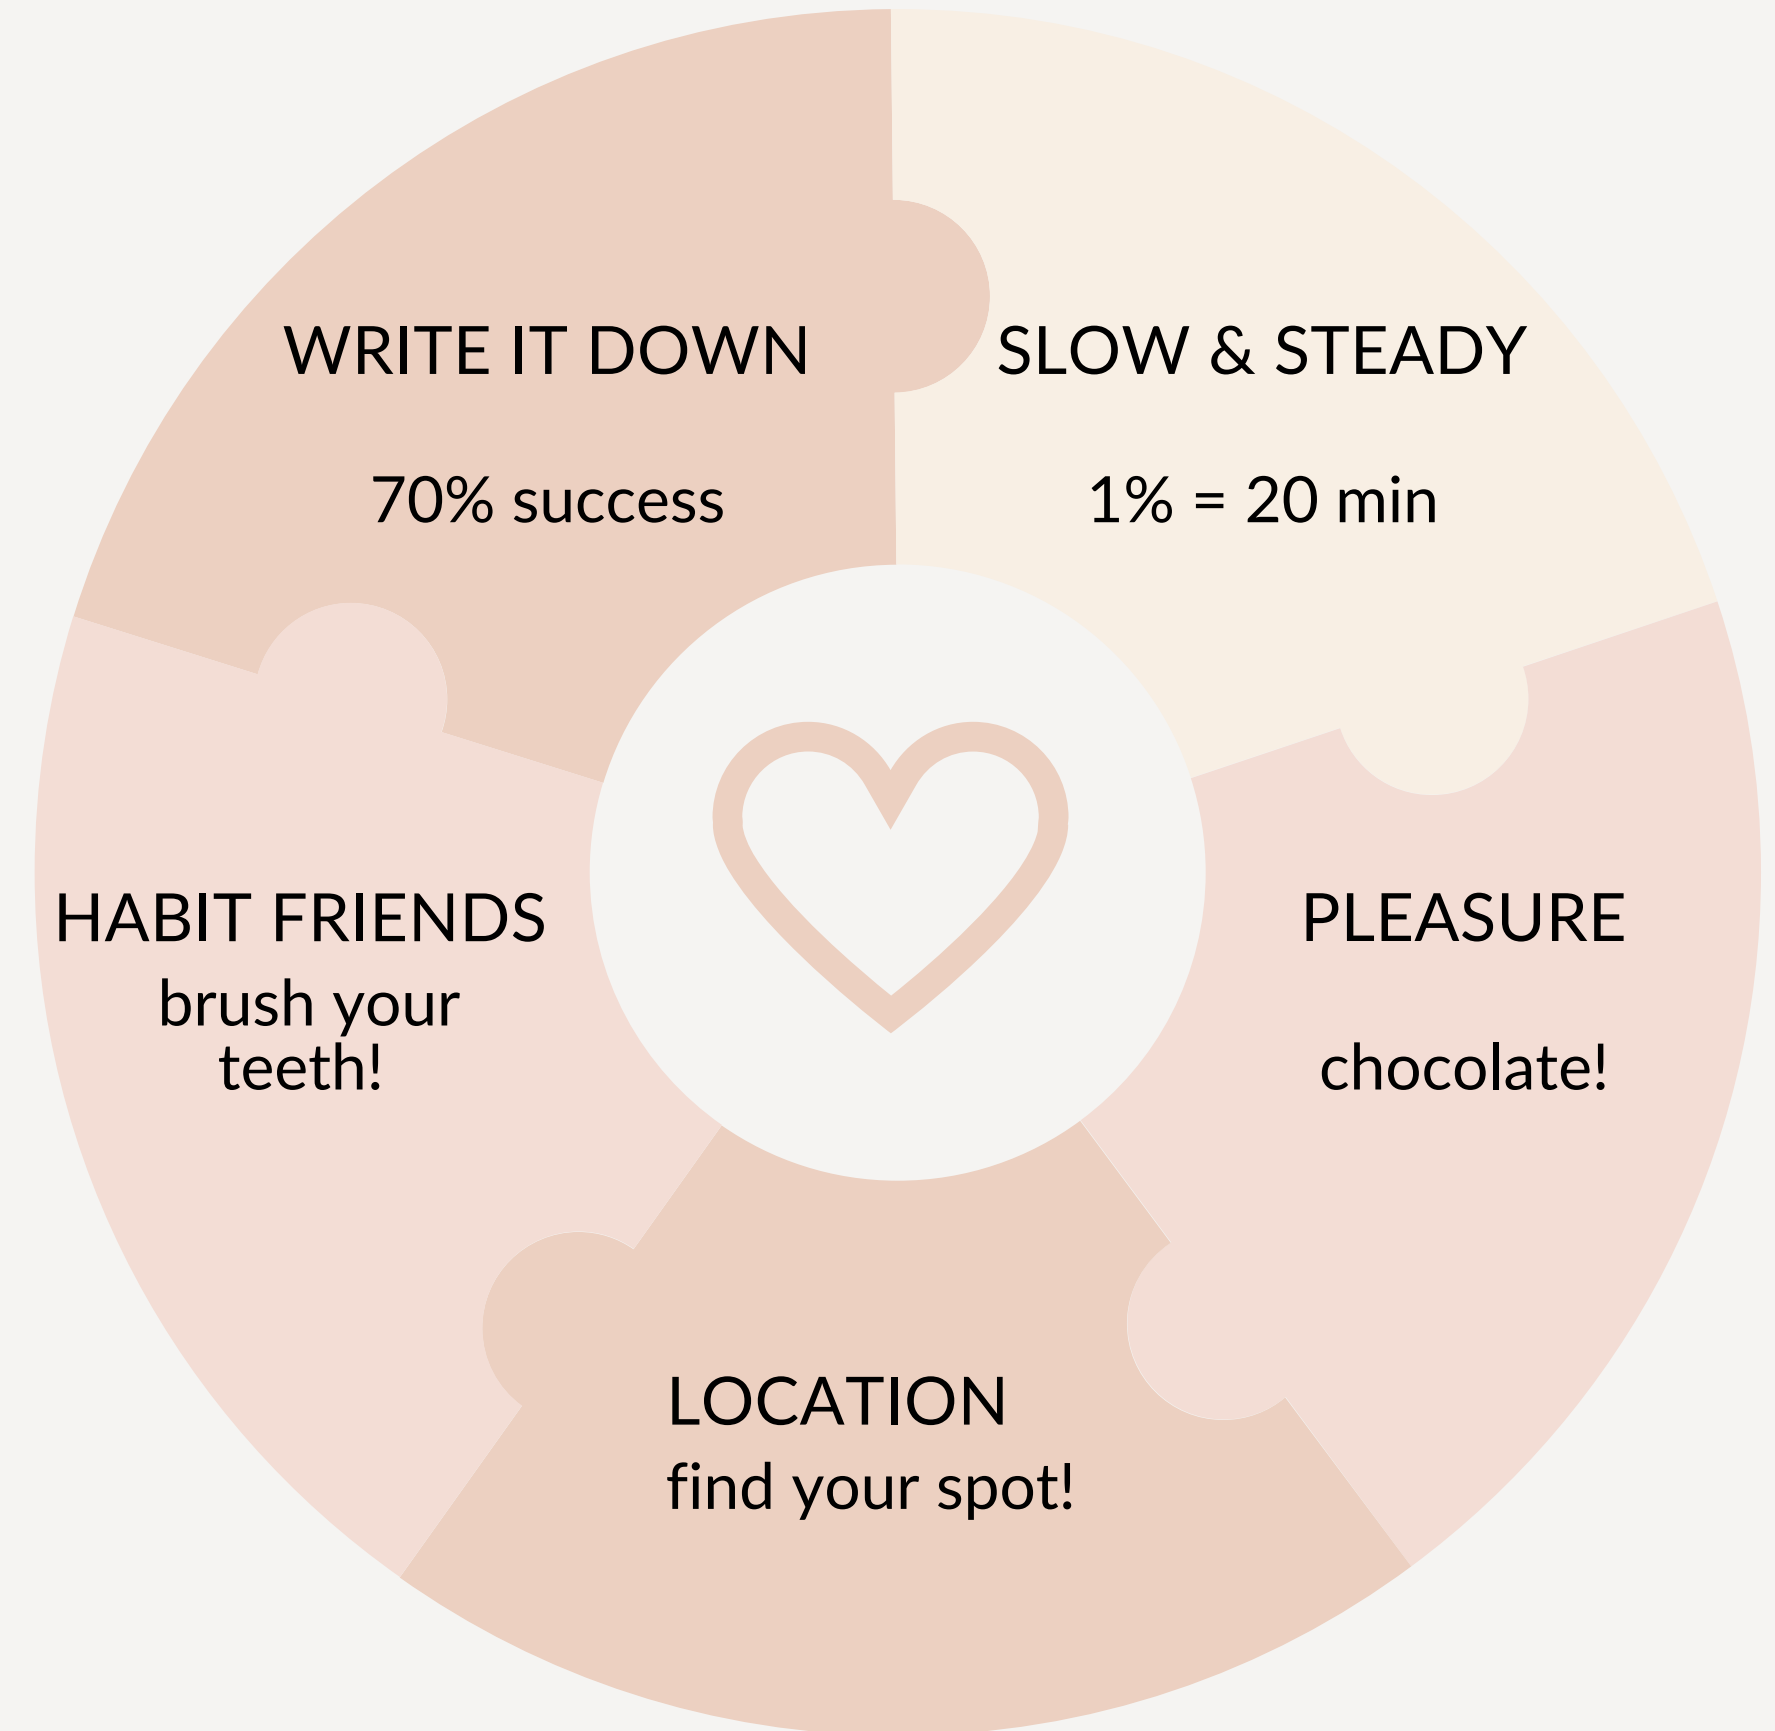 WRITE IT DOWN
70% success
SLOW & STEADY
1% = 20 min
HABIT FRIENDS
brush your
teeth!
PLEASURE
chocolate!
LOCATION
find your spot!